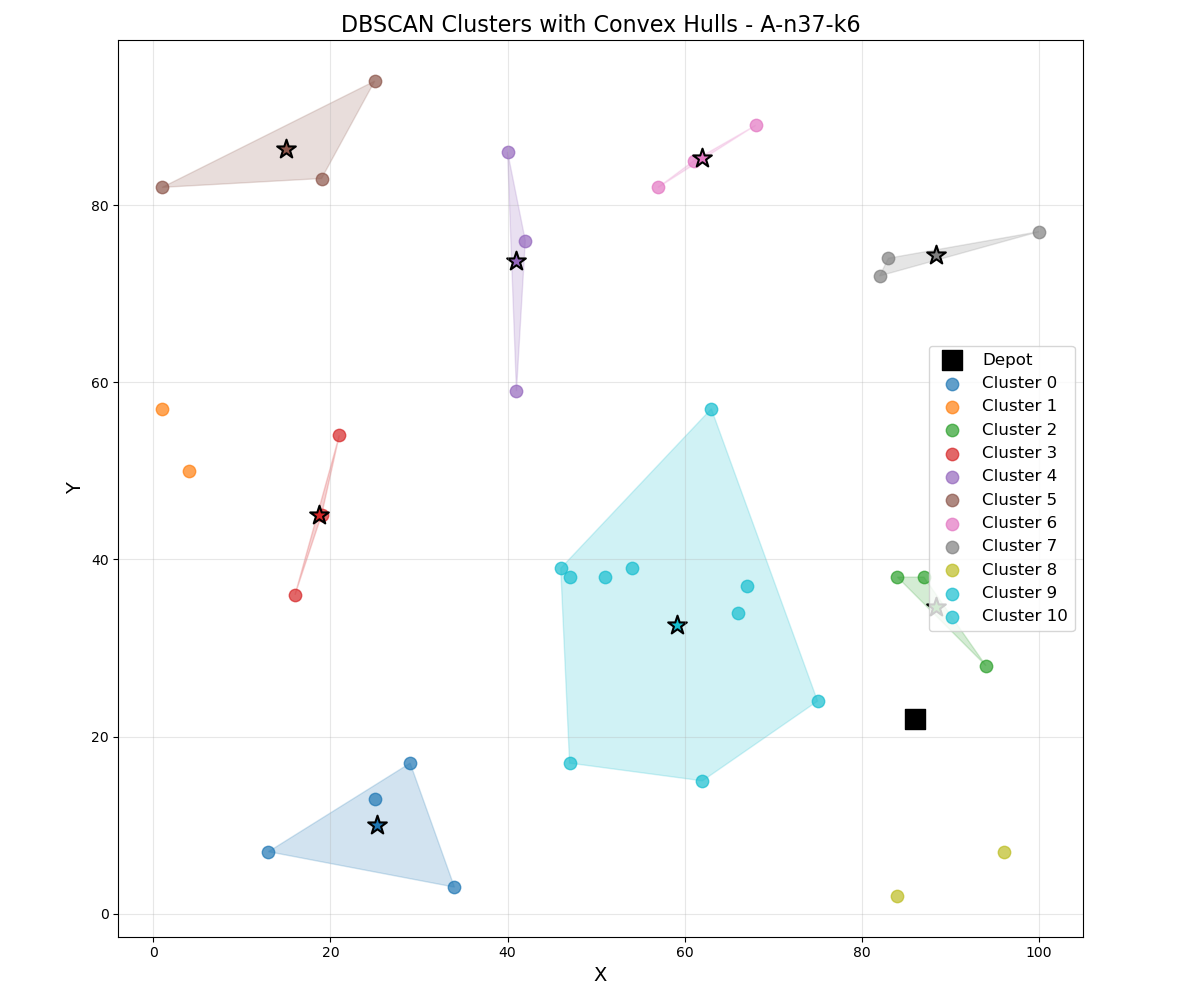 DBSCAN Clusters with Convex Hulls - A-n37-k6
Y
80
60
40
20
0
0 20 40 60 80 100
X
Depot
Cluster 0
Cluster 1
Cluster 2
Cluster 3
Cluster 4
Cluster 5
Cluster 6
Cluster 7
Cluster 8
Cluster 9
Cluster 10